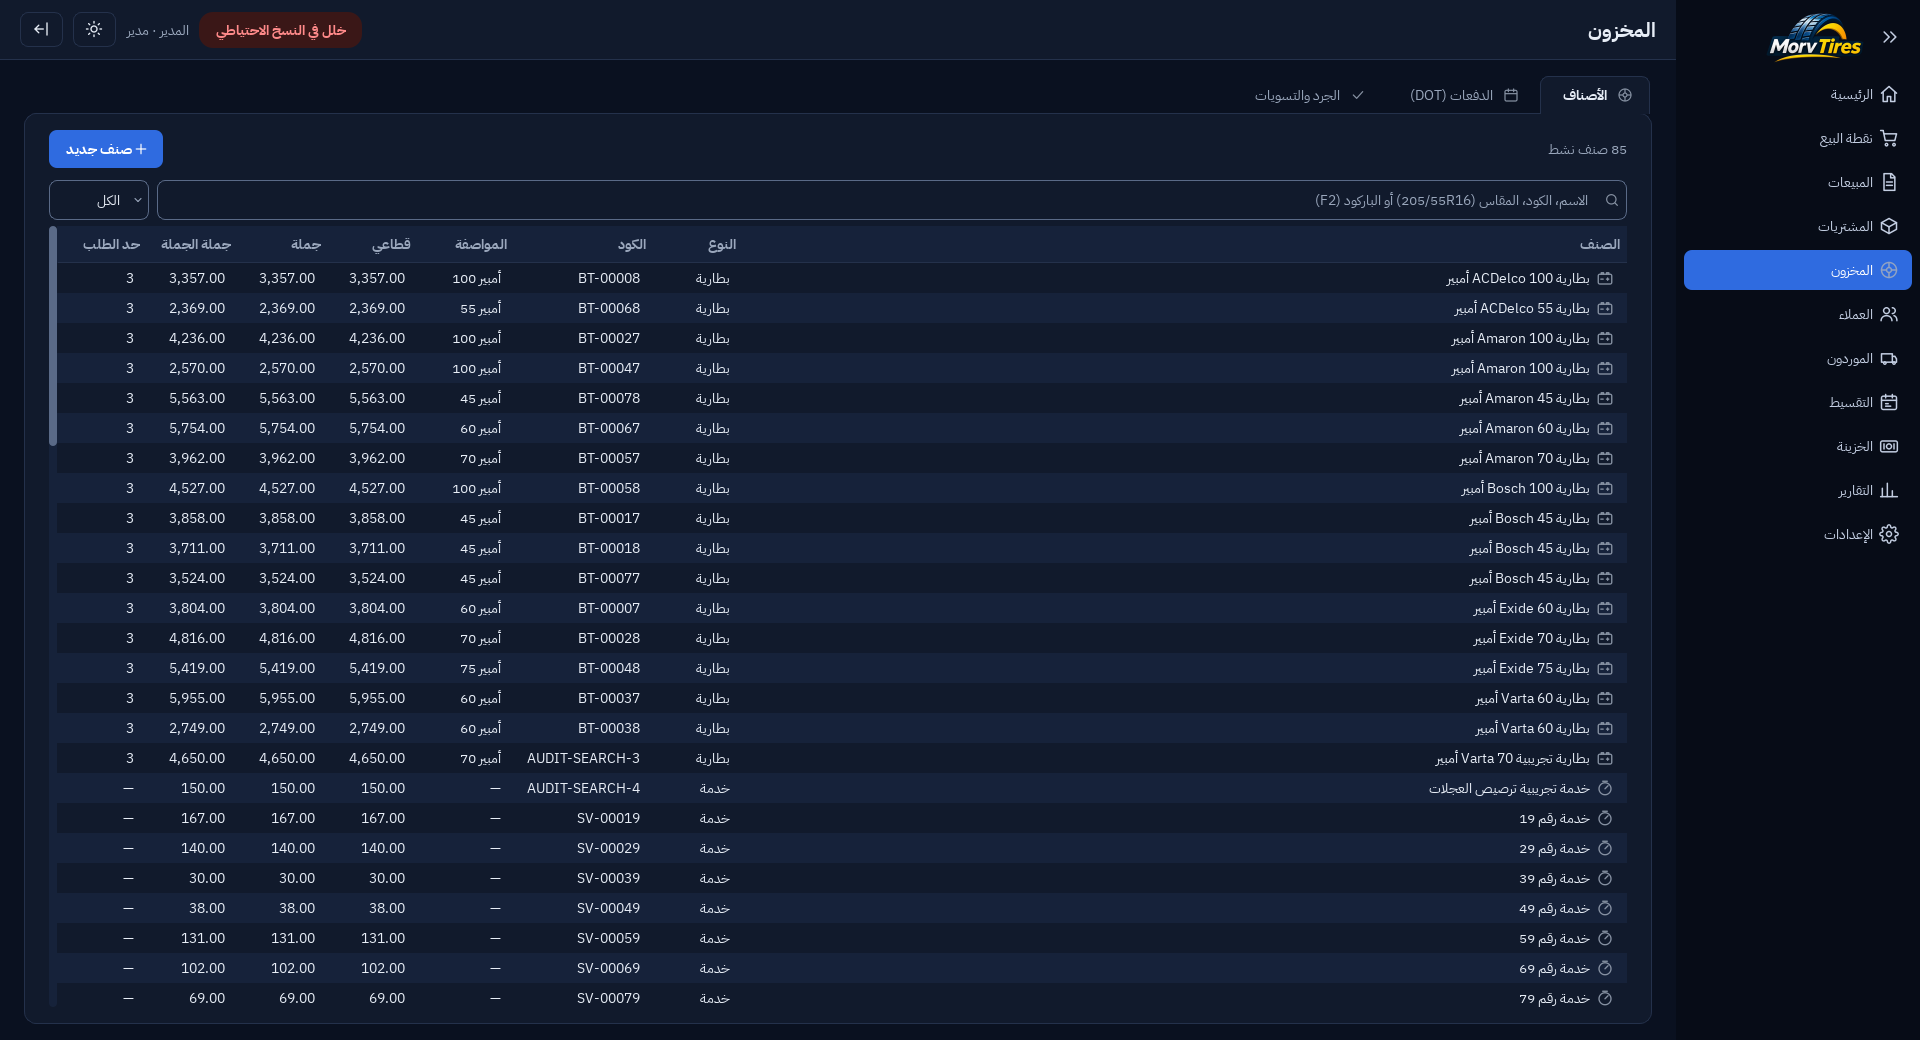 MorvTires
الرئيسية
نقطة البيع
المبيعات
المشتريات
المخزون
العملاء
الموردون
التقسيط
الخزينة
التقارير
الإعدادات
المخزون
خلل في النسخ الاحتياطي
المدير · مدير
الأصناف
الدفعات (DOT)
الجرد والتسويات
85 صنف نشط
صنف جديد
الاسم، الكود، المقاس (205/55R16) أو الباركود (F2)
الكل
الصنف النوع الكود المواصفة قطاعي جملة جملة الجملة حد الطلب
بطارية ACDelco 100 أمبير بطارية BT-00008 100 أمبير 3,357.00 3,357.00 3,357.00 3
بطارية ACDelco 55 أمبير بطارية BT-00068 55 أمبير 2,369.00 2,369.00 2,369.00 3
بطارية Amaron 100 أمبير بطارية BT-00027 100 أمبير 4,236.00 4,236.00 4,236.00 3
بطارية Amaron 100 أمبير بطارية BT-00047 100 أمبير 2,570.00 2,570.00 2,570.00 3
بطارية Amaron 45 أمبير بطارية BT-00078 45 أمبير 5,563.00 5,563.00 5,563.00 3
بطارية Amaron 60 أمبير بطارية BT-00067 60 أمبير 5,754.00 5,754.00 5,754.00 3
بطارية Amaron 70 أمبير بطارية BT-00057 70 أمبير 3,962.00 3,962.00 3,962.00 3
بطارية Bosch 100 أمبير بطارية BT-00058 100 أمبير 4,527.00 4,527.00 4,527.00 3
بطارية Bosch 45 أمبير بطارية BT-00017 45 أمبير 3,858.00 3,858.00 3,858.00 3
بطارية Bosch 45 أمبير بطارية BT-00018 45 أمبير 3,711.00 3,711.00 3,711.00 3
بطارية Bosch 45 أمبير بطارية BT-00077 45 أمبير 3,524.00 3,524.00 3,524.00 3
بطارية Exide 60 أمبير بطارية BT-00007 60 أمبير 3,804.00 3,804.00 3,804.00 3
بطارية Exide 70 أمبير بطارية BT-00028 70 أمبير 4,816.00 4,816.00 4,816.00 3
بطارية Exide 75 أمبير بطارية BT-00048 75 أمبير 5,419.00 5,419.00 5,419.00 3
بطارية Varta 60 أمبير بطارية BT-00037 60 أمبير 5,955.00 5,955.00 5,955.00 3
بطارية Varta 60 أمبير بطارية BT-00038 60 أمبير 2,749.00 2,749.00 2,749.00 3
بطارية تجريبية Varta 70 أمبير بطارية AUDIT-SEARCH-3 70 أمبير 4,650.00 4,650.00 4,650.00 3
خدمة تجريبية ترصيص العجلات خدمة AUDIT-SEARCH-4 — 150.00 150.00 150.00 —
خدمة رقم 19 خدمة SV-00019 — 167.00 167.00 167.00 —
خدمة رقم 29 خدمة SV-00029 — 140.00 140.00 140.00 —
خدمة رقم 39 خدمة SV-00039 — 30.00 30.00 30.00 —
خدمة رقم 49 خدمة SV-00049 — 38.00 38.00 38.00 —
خدمة رقم 59 خدمة SV-00059 — 131.00 131.00 131.00 —
خدمة رقم 69 خدمة SV-00069 — 102.00 102.00 102.00 —
خدمة رقم 79 خدمة SV-00079 — 69.00 69.00 69.00 —